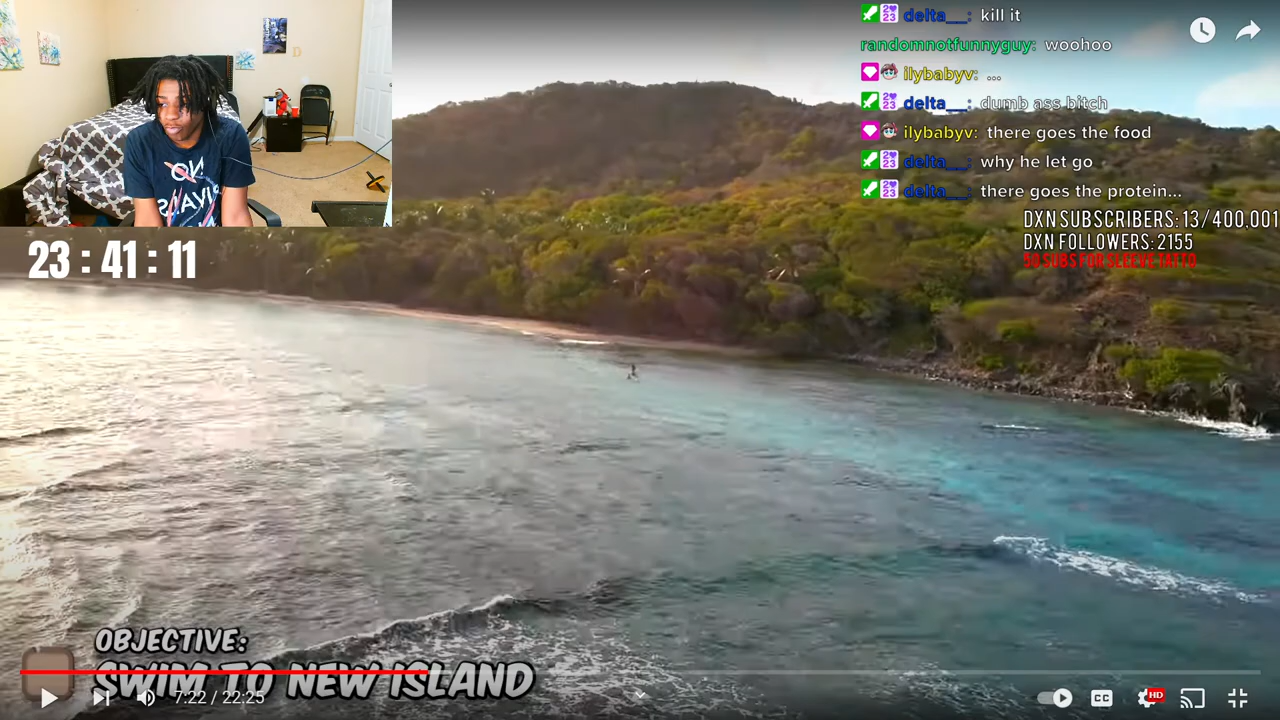 delta__: kill it
randomnotfunnyguy: woohoo
ilybabyv: ...
delta__: dumb ass bitch
ilybabyv: there goes the food
delta__: why he let go
delta__: there goes the protein...
DXN SUBSCRIBERS: 13/400,001
DXN FOLLOWERS: 2155
50 SUBS FOR SLEEVE TATTO
23 : 41 : 11
OBJECTIVE:
SWIM TO NEW ISLAND
7:22 / 22:25
CC
HD